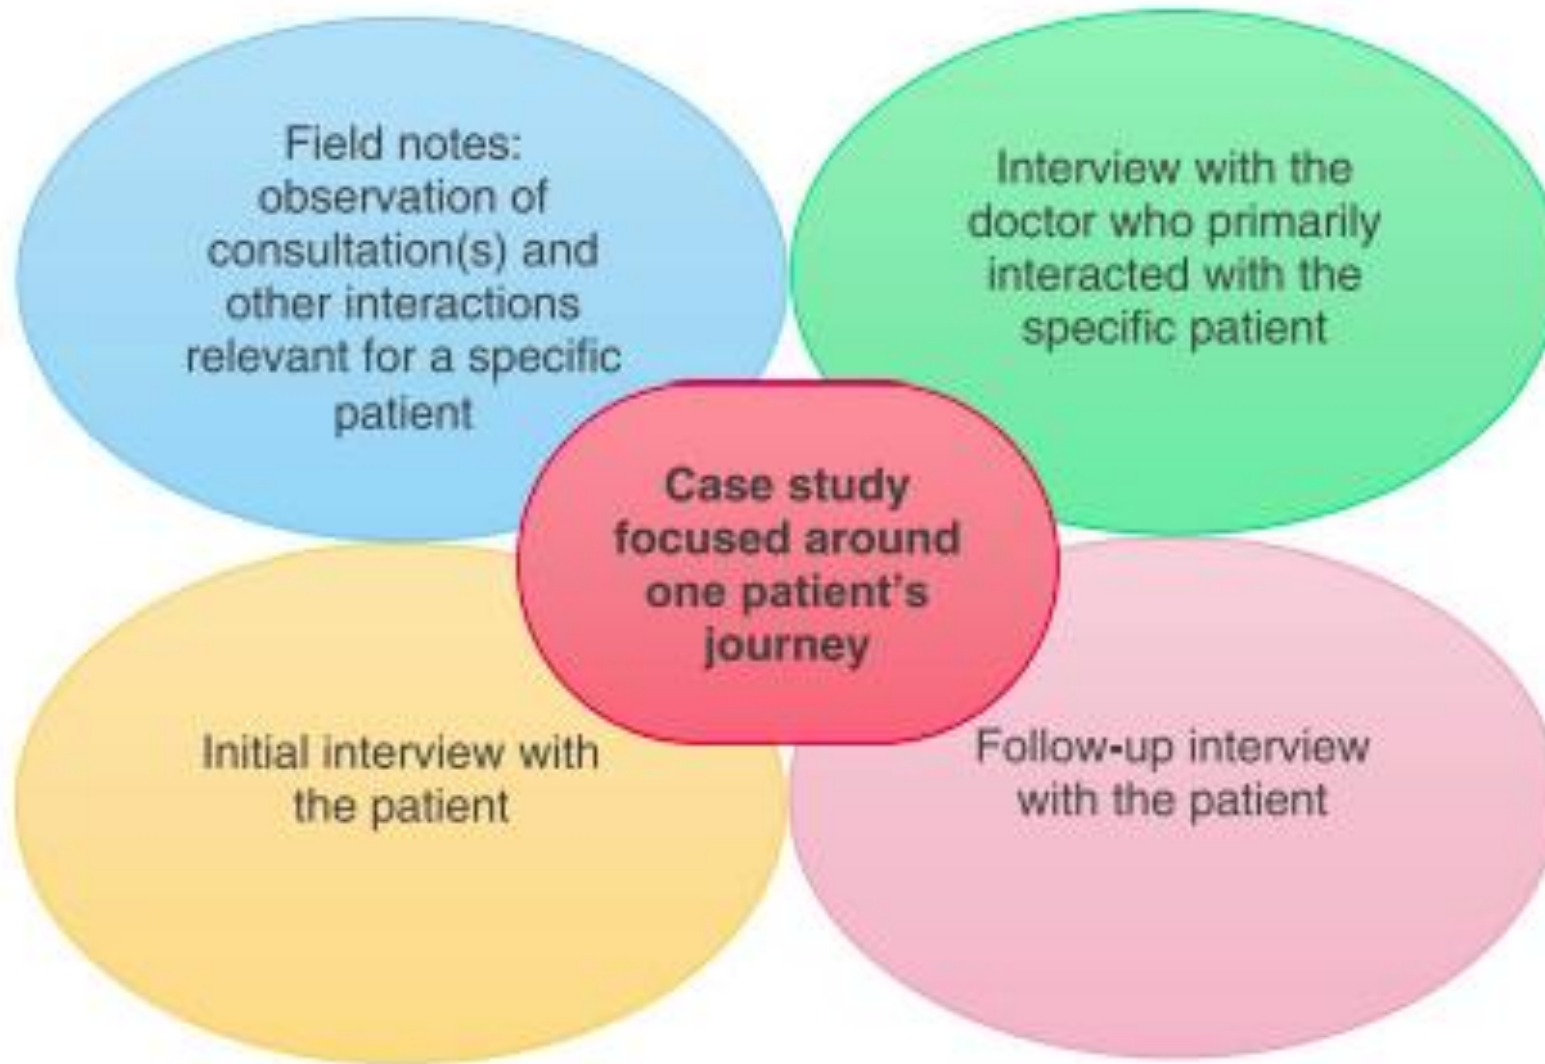 Field notes:
observation of
consultation(s) and
other interactions
relevant for a specific
patient
Interview with the
doctor who primarily
interacted with the
specific patient
Case study
focused around
one patient's
journey
Initial interview with
the patient
Follow-up interview
with the patient